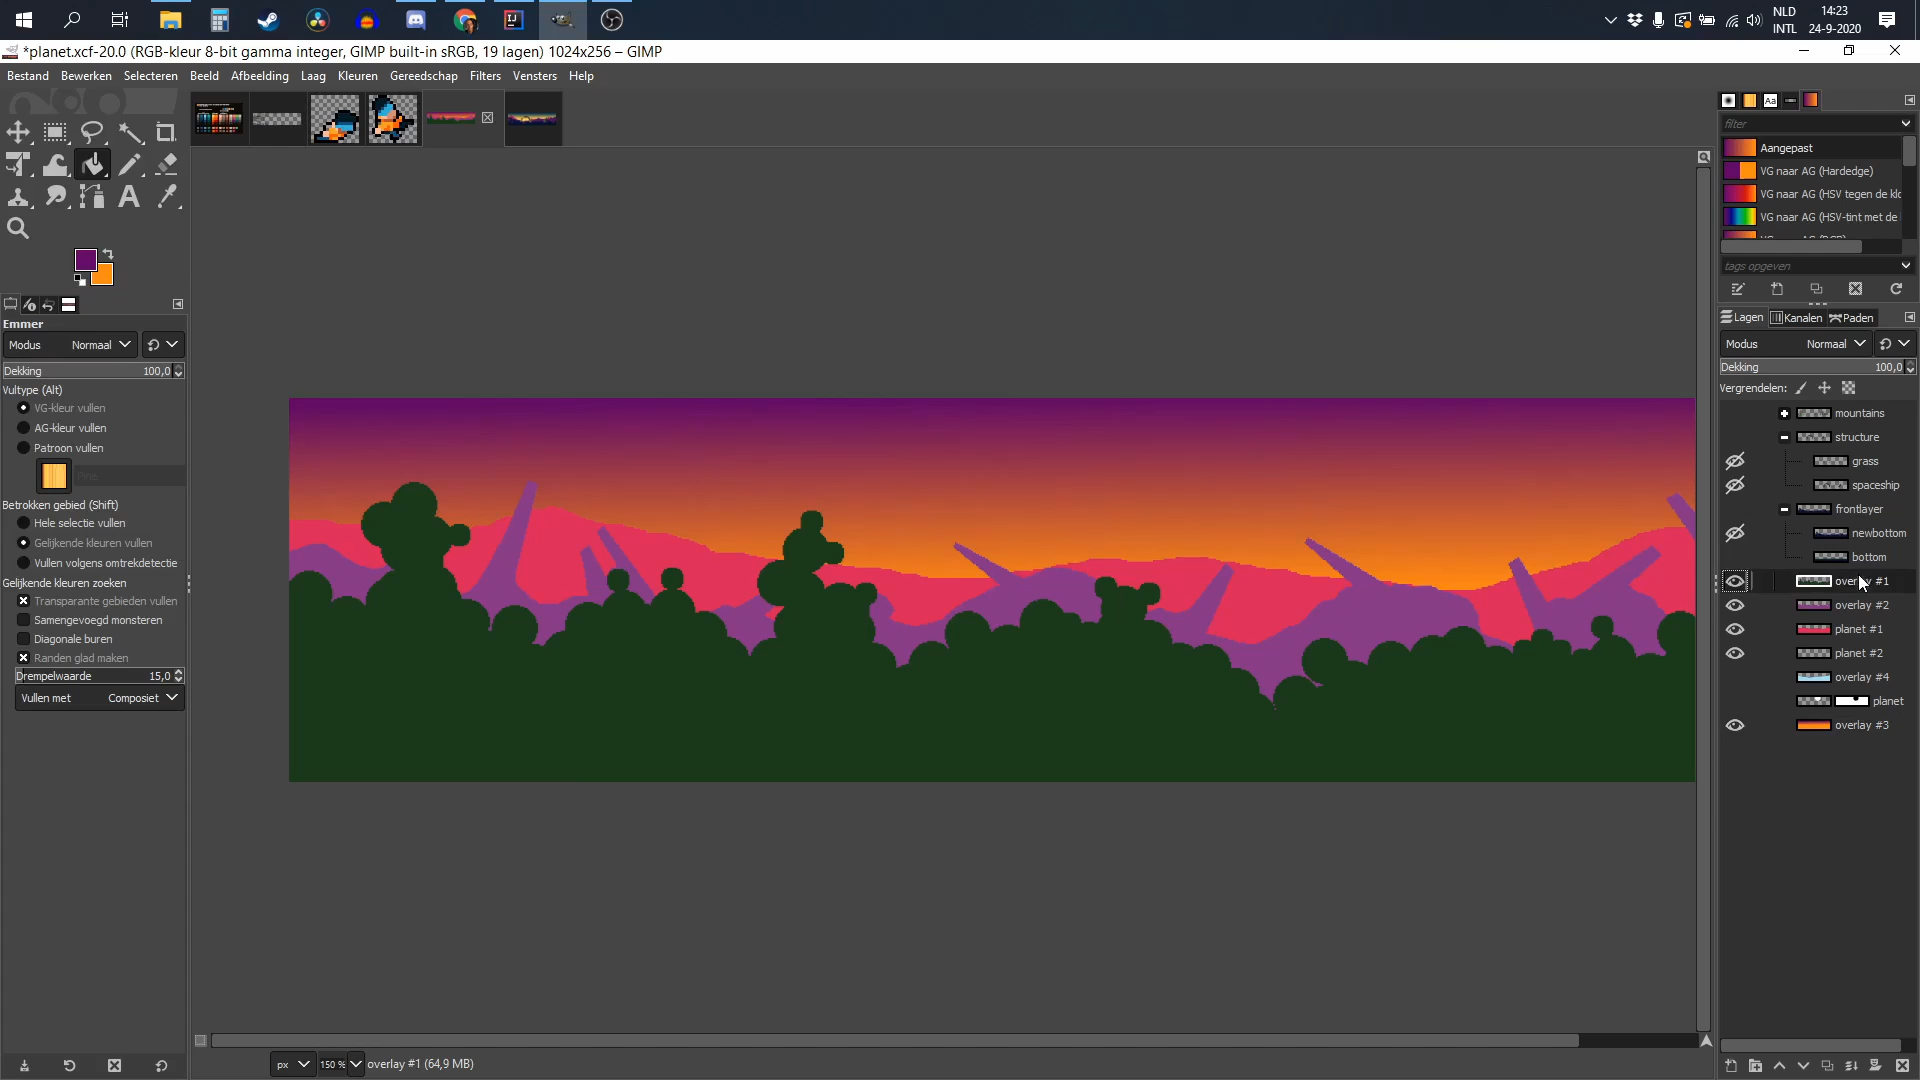 NLD
14:23
INTL
24-9-2020
*planet.xcf-20.0 (RGB-kleur 8-bit gamma integer, GIMP built-in sRGB, 19 lagen) 1024x256 – GIMP
Bestand Bewerken Selecteren Beeld Afbeelding Laag Kleuren Gereedschap Filters Vensters Help
Aa
filter
Aangepast
VG naar AG (Hardedge)
VG naar AG (HSV tegen de klo
VG naar AG (HSV-tint met de
tags opgeven
Emmer
Modus Normaal
Dekking 100,0
Vultype (Alt)
VG-kleur vullen
AG-kleur vullen
Patroon vullen
Pine
Betrokken gebied (Shift)
Hele selectie vullen
Gelijkende kleuren vullen
Vullen volgens omtrekdetectie
Gelijkende kleuren zoeken
Transparante gebieden vullen
Samengevoegd monsteren
Diagonale buren
Randen glad maken
Drempelwaarde 15,0
Vullen met Composiet
Lagen Kanalen Paden
Modus Normaal
Dekking 100,0
Vergrendelen:
mountains
structure
grass
spaceship
frontlayer
newbottom
bottom
overlay #1
overlay #2
planet #1
planet #2
overlay #4
planet
overlay #3
px 150 % overlay #1 (64,9 MB)